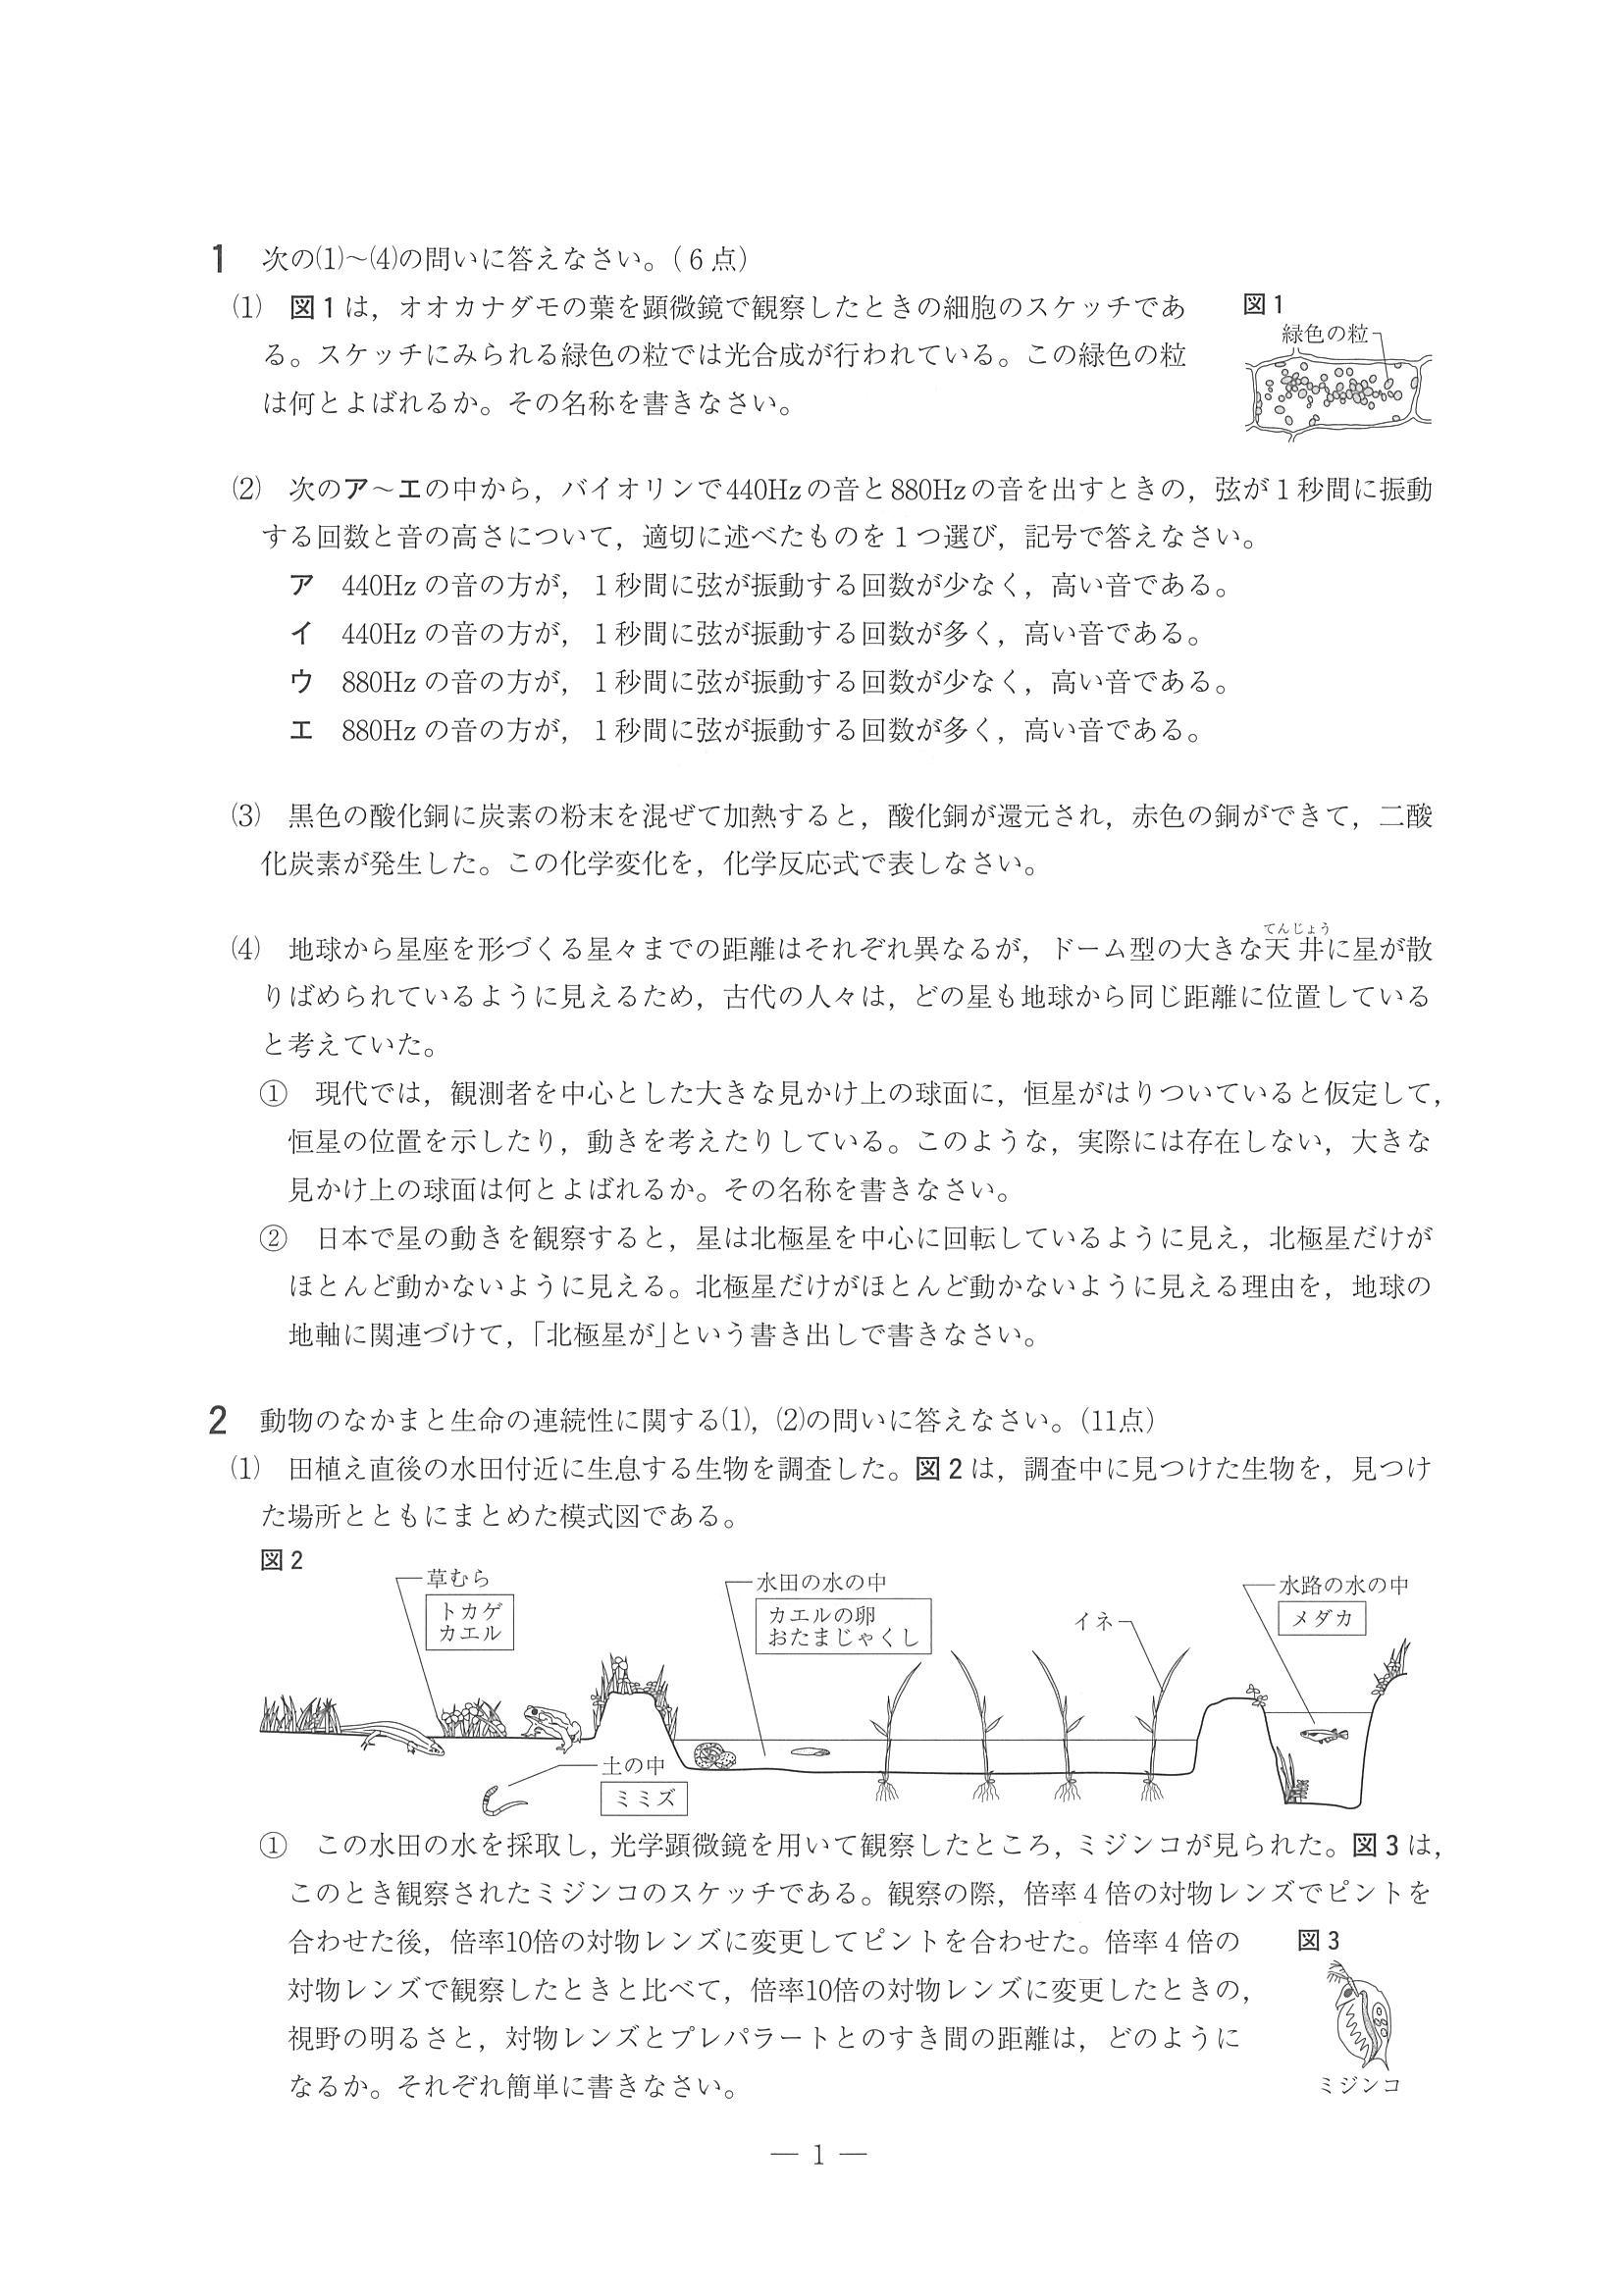 1 次の⑴～⑷の問いに答えなさい。(6点)
⑴ 図1は，オオカナダモの葉を顕微鏡で観察したときの細胞のスケッチであ
る。スケッチにみられる緑色の粒では光合成が行われている。この緑色の粒
は何とよばれるか。その名称を書きなさい。
図1
緑色の粒
⑵ 次のア～エの中から，バイオリンで440Hzの音と880Hzの音を出すときの，弦が1秒間に振動
する回数と音の高さについて，適切に述べたものを1つ選び，記号で答えなさい。
ア 440Hzの音の方が，1秒間に弦が振動する回数が少なく，高い音である。
イ 440Hzの音の方が，1秒間に弦が振動する回数が多く，高い音である。
ウ 880Hzの音の方が，1秒間に弦が振動する回数が少なく，高い音である。
エ 880Hzの音の方が，1秒間に弦が振動する回数が多く，高い音である。
⑶ 黒色の酸化銅に炭素の粉末を混ぜて加熱すると，酸化銅が還元され，赤色の銅ができて，二酸
化炭素が発生した。この化学変化を，化学反応式で表しなさい。
てんじょう
⑷ 地球から星座を形づくる星々までの距離はそれぞれ異なるが，ドーム型の大きな天井に星が散
りばめられているように見えるため，古代の人々は，どの星も地球から同じ距離に位置している
と考えていた。
① 現代では，観測者を中心とした大きな見かけ上の球面に，恒星がはりついていると仮定して，
恒星の位置を示したり，動きを考えたりしている。このような，実際には存在しない，大きな
見かけ上の球面は何とよばれるか。その名称を書きなさい。
② 日本で星の動きを観察すると，星は北極星を中心に回転しているように見え，北極星だけが
ほとんど動かないように見える。北極星だけがほとんど動かないように見える理由を，地球の
地軸に関連づけて，「北極星が」という書き出しで書きなさい。
2 動物のなかまと生命の連続性に関する⑴，⑵の問いに答えなさい。(11点)
⑴ 田植え直後の水田付近に生息する生物を調査した。図2は，調査中に見つけた生物を，見つけ
た場所とともにまとめた模式図である。
図2
草むら
トカゲ
カエル
水田の水の中
カエルの卵
おたまじゃくし
イネ
水路の水の中
メダカ
土の中
ミミズ
① この水田の水を採取し，光学顕微鏡を用いて観察したところ，ミジンコが見られた。図3は，
このとき観察されたミジンコのスケッチである。観察の際，倍率4倍の対物レンズでピントを
合わせた後，倍率10倍の対物レンズに変更してピントを合わせた。倍率4倍の
対物レンズで観察したときと比べて，倍率10倍の対物レンズに変更したときの，
視野の明るさと，対物レンズとプレパラートとのすき間の距離は，どのように
なるか。それぞれ簡単に書きなさい。
図3
ミジンコ
― 1 ―